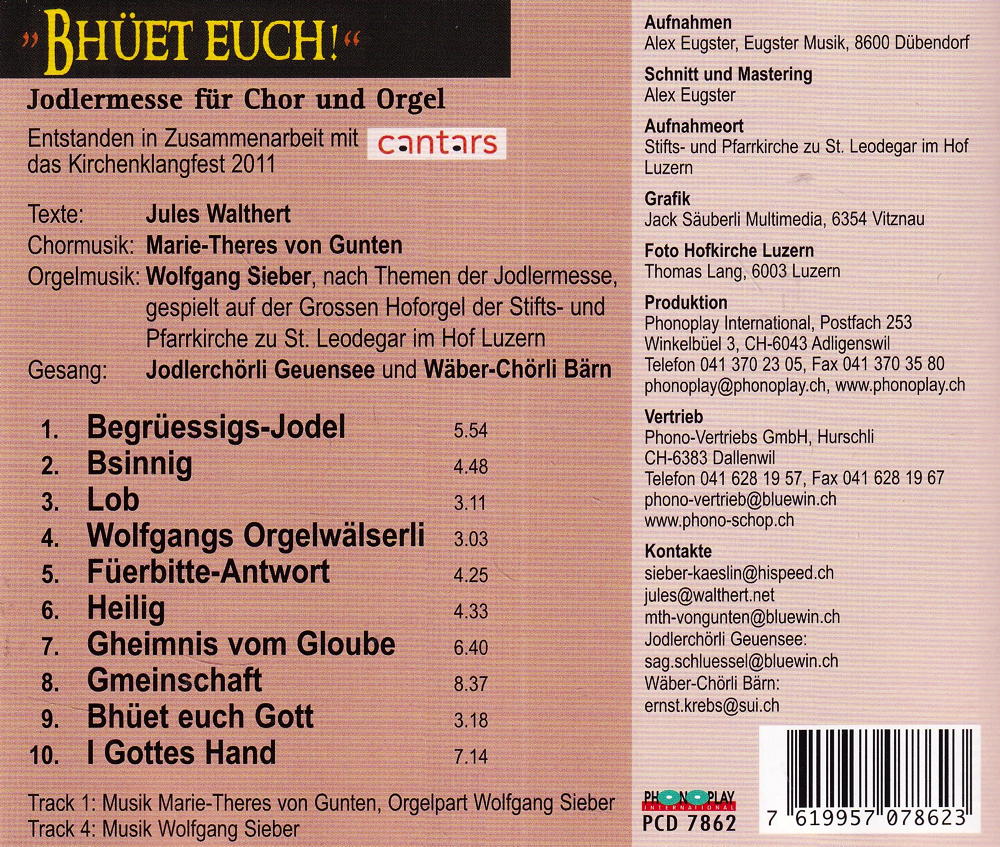 „BHÜET EUCH!“
Jodlermesse für Chor und Orgel
Entstanden in Zusammenarbeit mit cantars
das Kirchenklangfest 2011
Texte: Jules Walthert
Chormusik: Marie-Theres von Gunten
Orgelmusik: Wolfgang Sieber, nach Themen der Jodlermesse,
gespielt auf der Grossen Hoforgel der Stifts- und
Pfarrkirche zu St. Leodegar im Hof Luzern
Gesang: Jodlerchörli Geuensee und Wäber-Chörli Bärn
1. Begrüessigs-Jodel 5.54
2. Bsinnig 4.48
3. Lob 3.11
4. Wolfgangs Orgelwälserli 3.03
5. Füerbitte-Antwort 4.25
6. Heilig 4.33
7. Gheimnis vom Gloube 6.40
8. Gmeinschaft 8.37
9. Bhüet euch Gott 3.18
10. I Gottes Hand 7.14
Track 1: Musik Marie-Theres von Gunten, Orgelpart Wolfgang Sieber
Track 4: Musik Wolfgang Sieber
Aufnahmen
Alex Eugster, Eugster Musik, 8600 Dübendorf
Schnitt und Mastering
Alex Eugster
Aufnahmeort
Stifts- und Pfarrkirche zu St. Leodegar im Hof
Luzern
Grafik
Jack Säuberli Multimedia, 6354 Vitznau
Foto Hofkirche Luzern
Thomas Lang, 6003 Luzern
Produktion
Phonoplay International, Postfach 253
Winkelbüel 3, CH-6043 Adligenswil
Telefon 041 370 23 05, Fax 041 370 35 80
phonoplay@phonoplay.ch, www.phonoplay.ch
Vertrieb
Phono-Vertriebs GmbH, Hurschli
CH-6383 Dallenwil
Telefon 041 628 19 57, Fax 041 628 19 67
phono-vertrieb@bluewin.ch
www.phono-schop.ch
Kontakte
sieber-kaeslin@hispeed.ch
jules@walthert.net
mth-vongunten@bluewin.ch
Jodlerchörli Geuensee:
sag.schluessel@bluewin.ch
Wäber-Chörli Bärn:
ernst.krebs@sui.ch
PHONOPLAY
INTERNATIONAL
PCD 7862
7 619957 078623